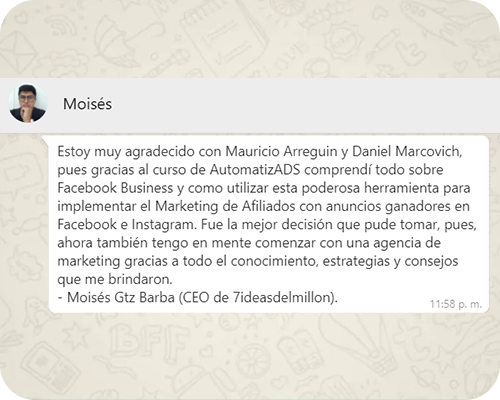 Moisés
Estoy muy agradecido con Mauricio Arreguin y Daniel Marcovich,
pues gracias al curso de AutomatizADS comprendí todo sobre
Facebook Business y como utilizar esta poderosa herramienta para
implementar el Marketing de Afiliados con anuncios ganadores en
Facebook e Instagram. Fue la mejor decisión que pude tomar, pues,
ahora también tengo en mente comenzar con una agencia de
marketing gracias a todo el conocimiento, estrategias y consejos
que me brindaron.
- Moisés Gtz Barba (CEO de 7ideasdelmillon).
11:58 p. m.